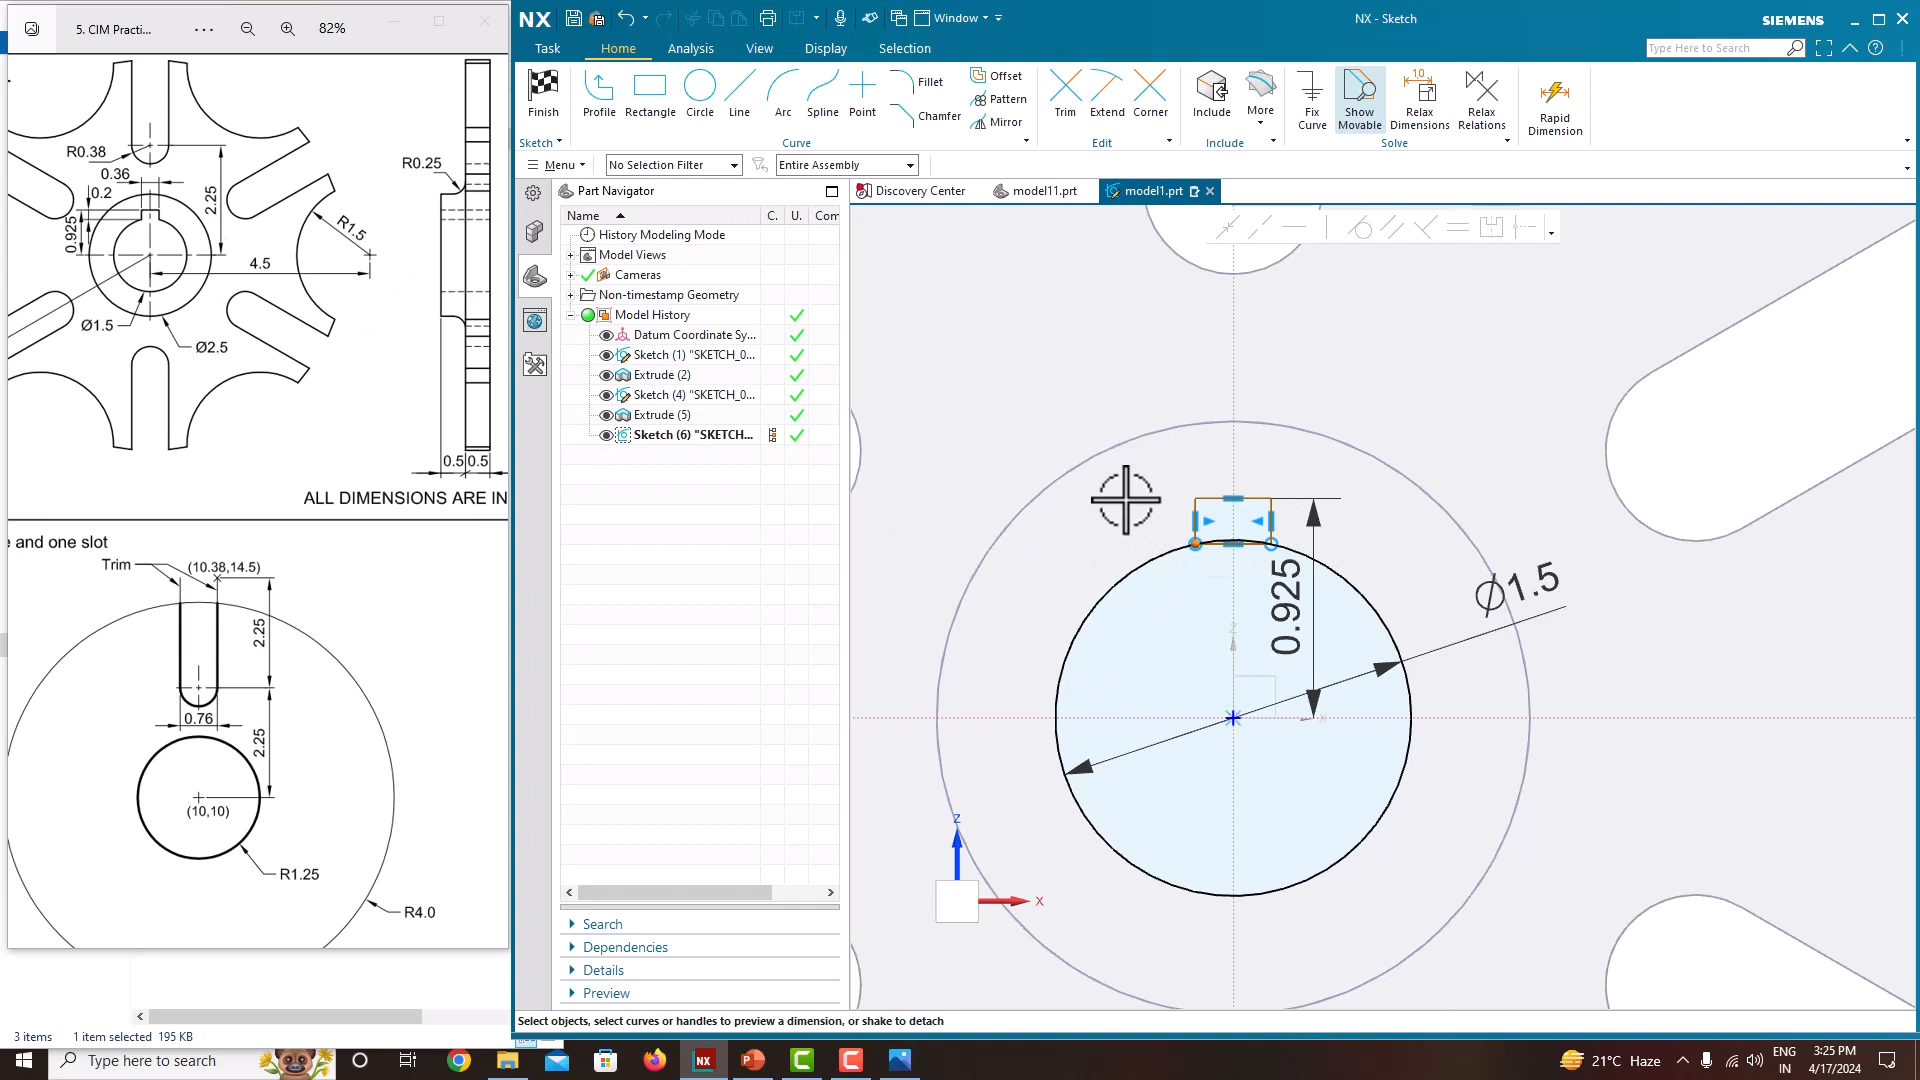 5. CIM Practi...
82%
R0.38
0.36
0.2
0.925
2.25
R1.5
4.5
Ø1.5
Ø2.5
R0.25
0.5
0.5
ALL DIMENSIONS ARE IN
e and one slot
Trim
(10.38,14.5)
2.25
0.76
2.25
(10,10)
R1.25
R4.0
3 items
1 item selected 195 KB
NX
Window
NX - Sketch
SIEMENS
Task
Home
Analysis
View
Display
Selection
Type Here to Search
Finish
Profile
Rectangle
Circle
Line
Arc
Spline
Point
Fillet
Chamfer
Offset
Pattern
Mirror
Trim
Extend
Corner
Include
More
Fix Curve
Show Movable
Relax Dimensions
Relax Relations
Rapid Dimension
Sketch
Curve
Edit
Include
Solve
Menu
No Selection Filter
Entire Assembly
Part Navigator
Discovery Center
model11.prt
model1.prt
Name
C.
U.
Com
History Modeling Mode
Model Views
Cameras
Non-timestamp Geometry
Model History
Datum Coordinate Sy...
Sketch (1) "SKETCH_0...
Extrude (2)
Sketch (4) "SKETCH_0...
Extrude (5)
Sketch (6) "SKETCH...
Search
Dependencies
Details
Preview
0.925
Ø1.5
Z
X
Z
X
Select objects, select curves or handles to preview a dimension, or shake to detach
Type here to search
NX
21°C Haze
ENG
IN
3:25 PM
4/17/2024